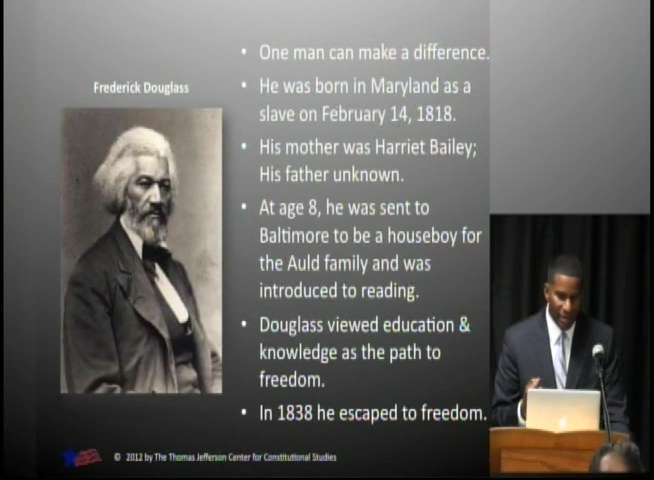 Frederick Douglass
• One man can make a difference.
• He was born in Maryland as a
slave on February 14, 1818.
• His mother was Harriet Bailey;
His father unknown.
• At age 8, he was sent to
Baltimore to be a houseboy for
the Auld family and was
introduced to reading.
• Douglass viewed education &
knowledge as the path to
freedom.
• In 1838 he escaped to freedom.
© 2012 by The Thomas Jefferson Center for Constitutional Studies